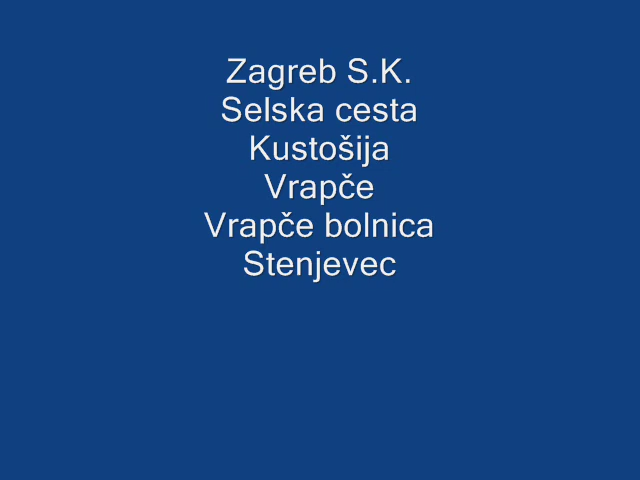 Zagreb S.K.
Selska cesta
Kustošija
Vrapče
Vrapče bolnica
Stenjevec